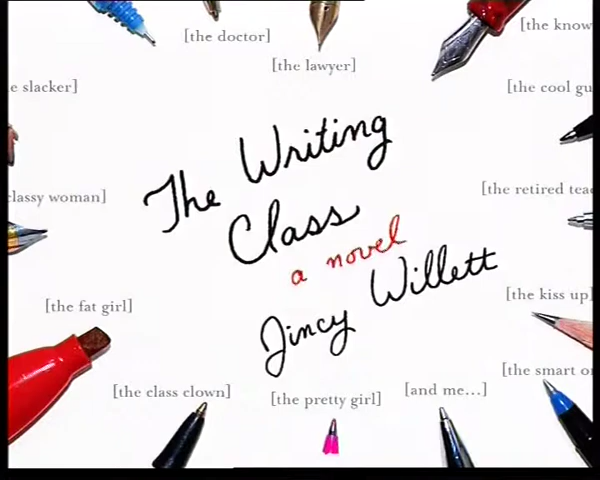 [the doctor]
[the know
[the lawyer]
e slacker]
[the cool gu
The Writing
classy woman]
[the retired tea
Class
a novel
Jincy Willett
[the fat girl]
[the kiss up]
[the smart o
[the class clown]
[the pretty girl]
[and me...]